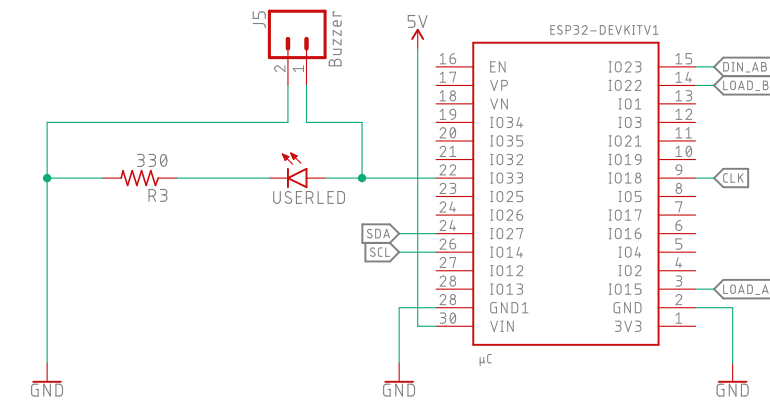 J5
Buzzer
2
1
5V
ESP32-DEVKITV1
16 EN IO23 15 DIN_AB
17 VP IO22 14 LOAD_B
18 VN IO1 13
19 IO34 IO3 12
20 IO35 IO21 11
21 IO32 IO19 10
330
22 IO33 IO18 9 CLK
R3
USERLED
23 IO25 IO5 8
24 IO26 IO17 7
SDA 24 IO27 IO16 6
SCL 26 IO14 IO4 5
27 IO12 IO2 4
28 IO13 IO15 3 LOAD_A
28 GND1 GND 2
30 VIN 3V3 1
µC
GND
GND
GND